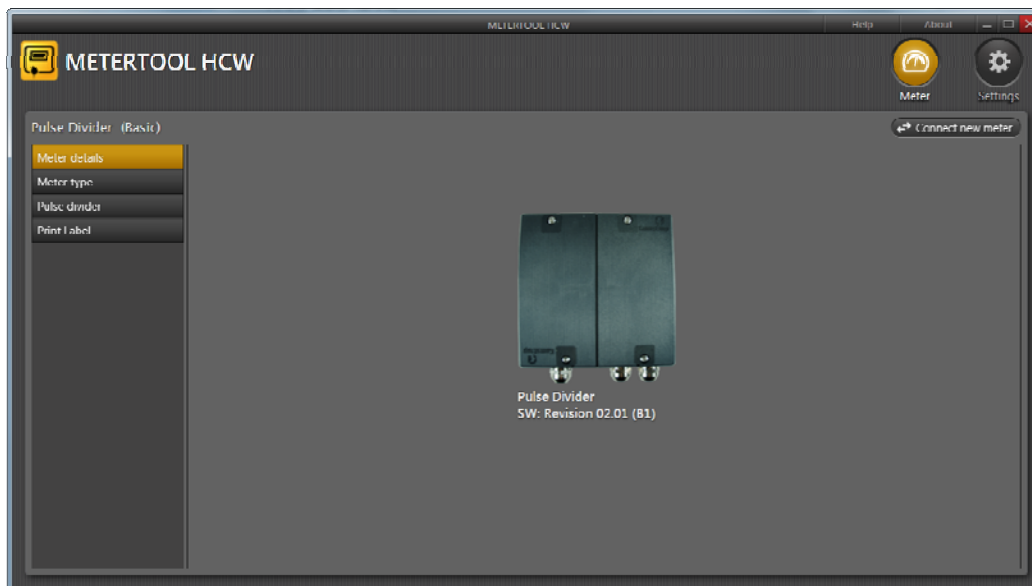 METERTOOL HCW
Help
About
METERTOOL HCW
Meter
Settings
Pulse Divider (Basic)
Connect new meter
Meter details
Meter type
Pulse divider
Print Label
Pulse Divider
SW: Revision 02.01 (B1)